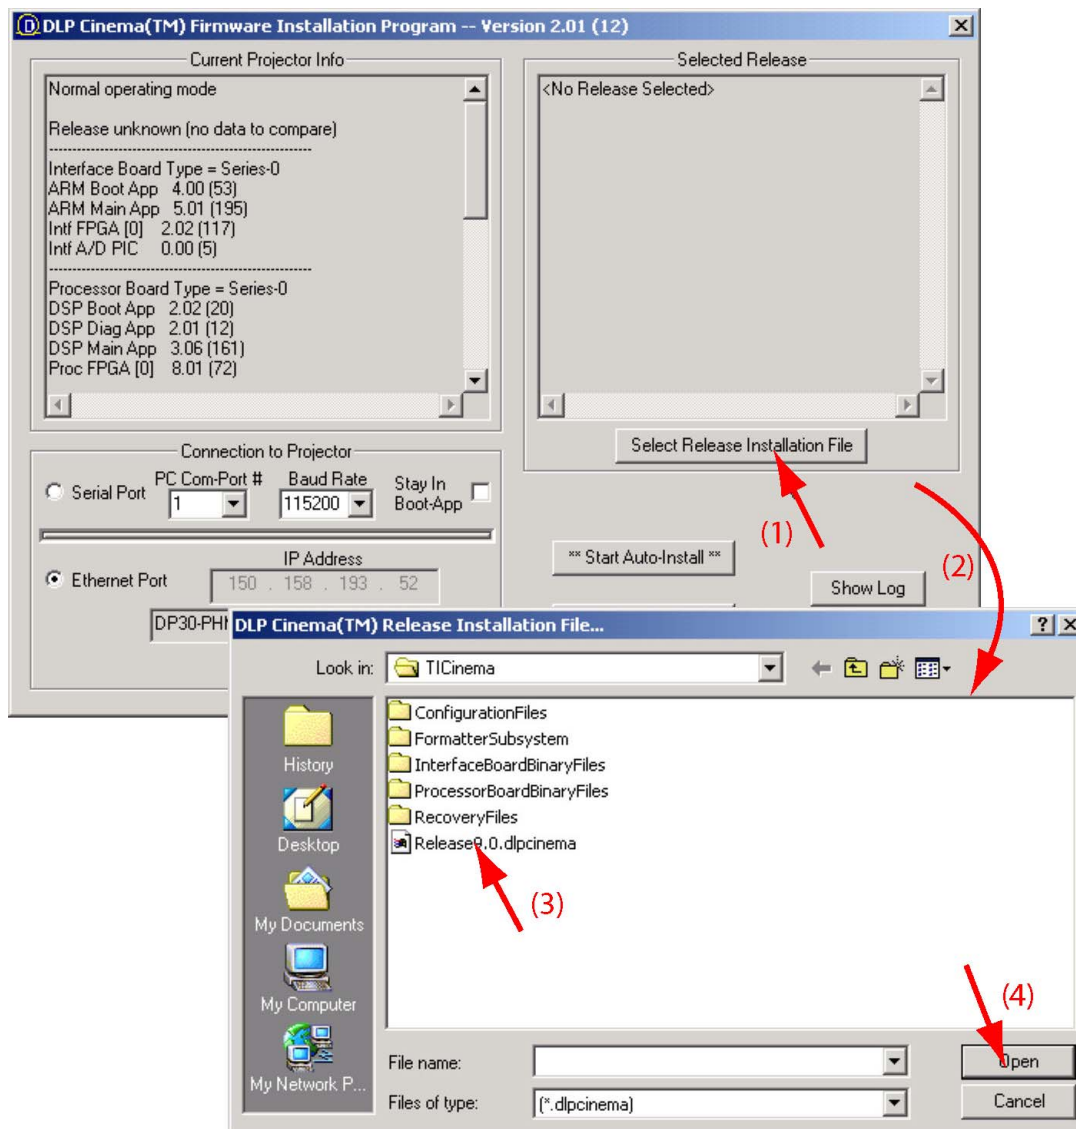 DLP Cinema(TM) Firmware Installation Program -- Version 2.01 (12)
Current Projector Info
Normal operating mode
Release unknown (no data to compare)
Interface Board Type = Series-0
ARM Boot App 4.00 (53)
ARM Main App 5.01 (195)
Intf FPGA [0] 2.02 (117)
Intf A/D PIC 0.00 (5)
Processor Board Type = Series-0
DSP Boot App 2.02 (20)
DSP Diag App 2.01 (12)
DSP Main App 3.06 (161)
Proc FPGA [0] 8.01 (72)
Selected Release
<No Release Selected>
Select Release Installation File
(1)
(2)
Connection to Projector
Serial Port
PC Com-Port #
1
Baud Rate
115200
Stay In
Boot-App
Ethernet Port
IP Address
150 . 158 . 193 . 52
** Start Auto-Install **
Show Log
DLP Cinema(TM) Release Installation File...
Look in: TICinema
History
Desktop
My Documents
My Computer
My Network P...
ConfigurationFiles
FormatterSubsystem
InterfaceBoardBinaryFiles
ProcessorBoardBinaryFiles
RecoveryFiles
Release9.0.dlpcinema
(3)
(4)
File name:
Open
Files of type: (*.dlpcinema)
Cancel